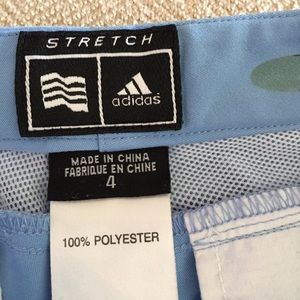 STRETCH
adidas
MADE IN CHINA
FABRIQUE EN CHINE
4
100% POLYESTER